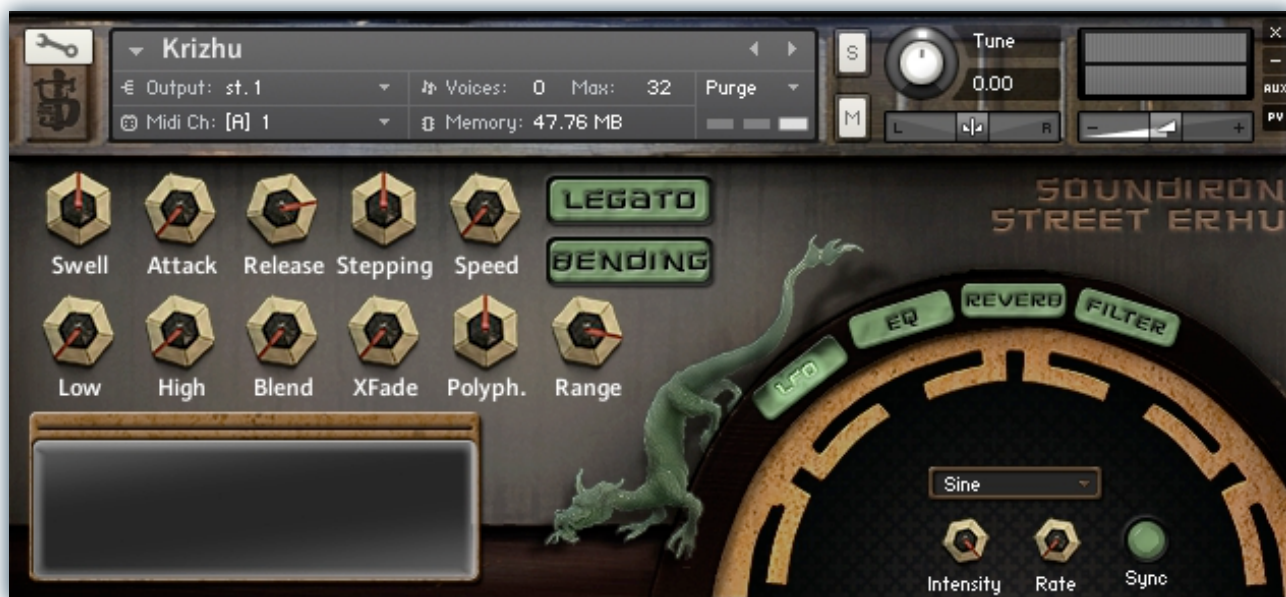 Krizhu
S
Tune
x
Output: st. 1
Voices: 0 Max: 32
Purge
0.00
-
AUX
Midi Ch: [A] 1
Memory: 47.76 MB
M
L R
- +
PV
LEGATO
SOUNDIRON
STREET ERHU
Swell Attack Release Stepping Speed
BENDING
LFO EQ REVERB FILTER
Low High Blend XFade Polyph. Range
Sine
Intensity Rate Sync